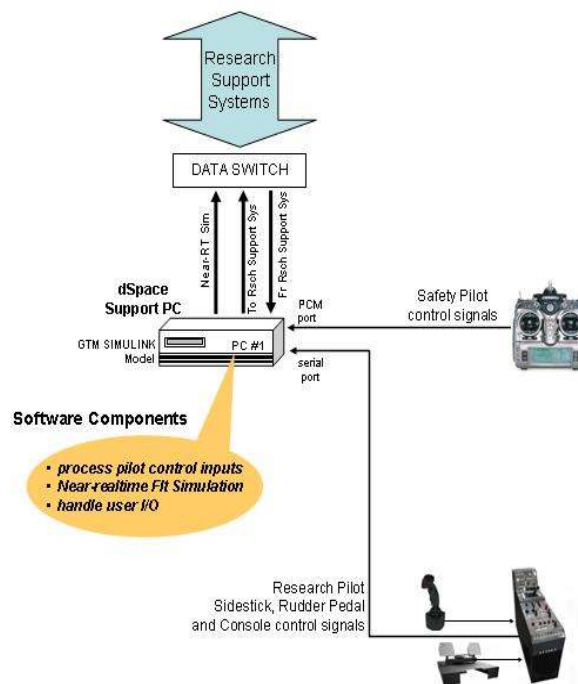 Research
Support
Systems
DATA SWITCH
Near-RT Sim
To Rsch Support Sys
Fr Rsch Support Sys
dSpace
Support PC
PCM
port
Safety Pilot
control signals
GTM SIMULINK
Model
PC #1
serial
port
Software Components
• process pilot control inputs
• Near-realtime Flt Simulation
• handle user I/O
Research Pilot
Sidestick, Rudder Pedal
and Console control signals